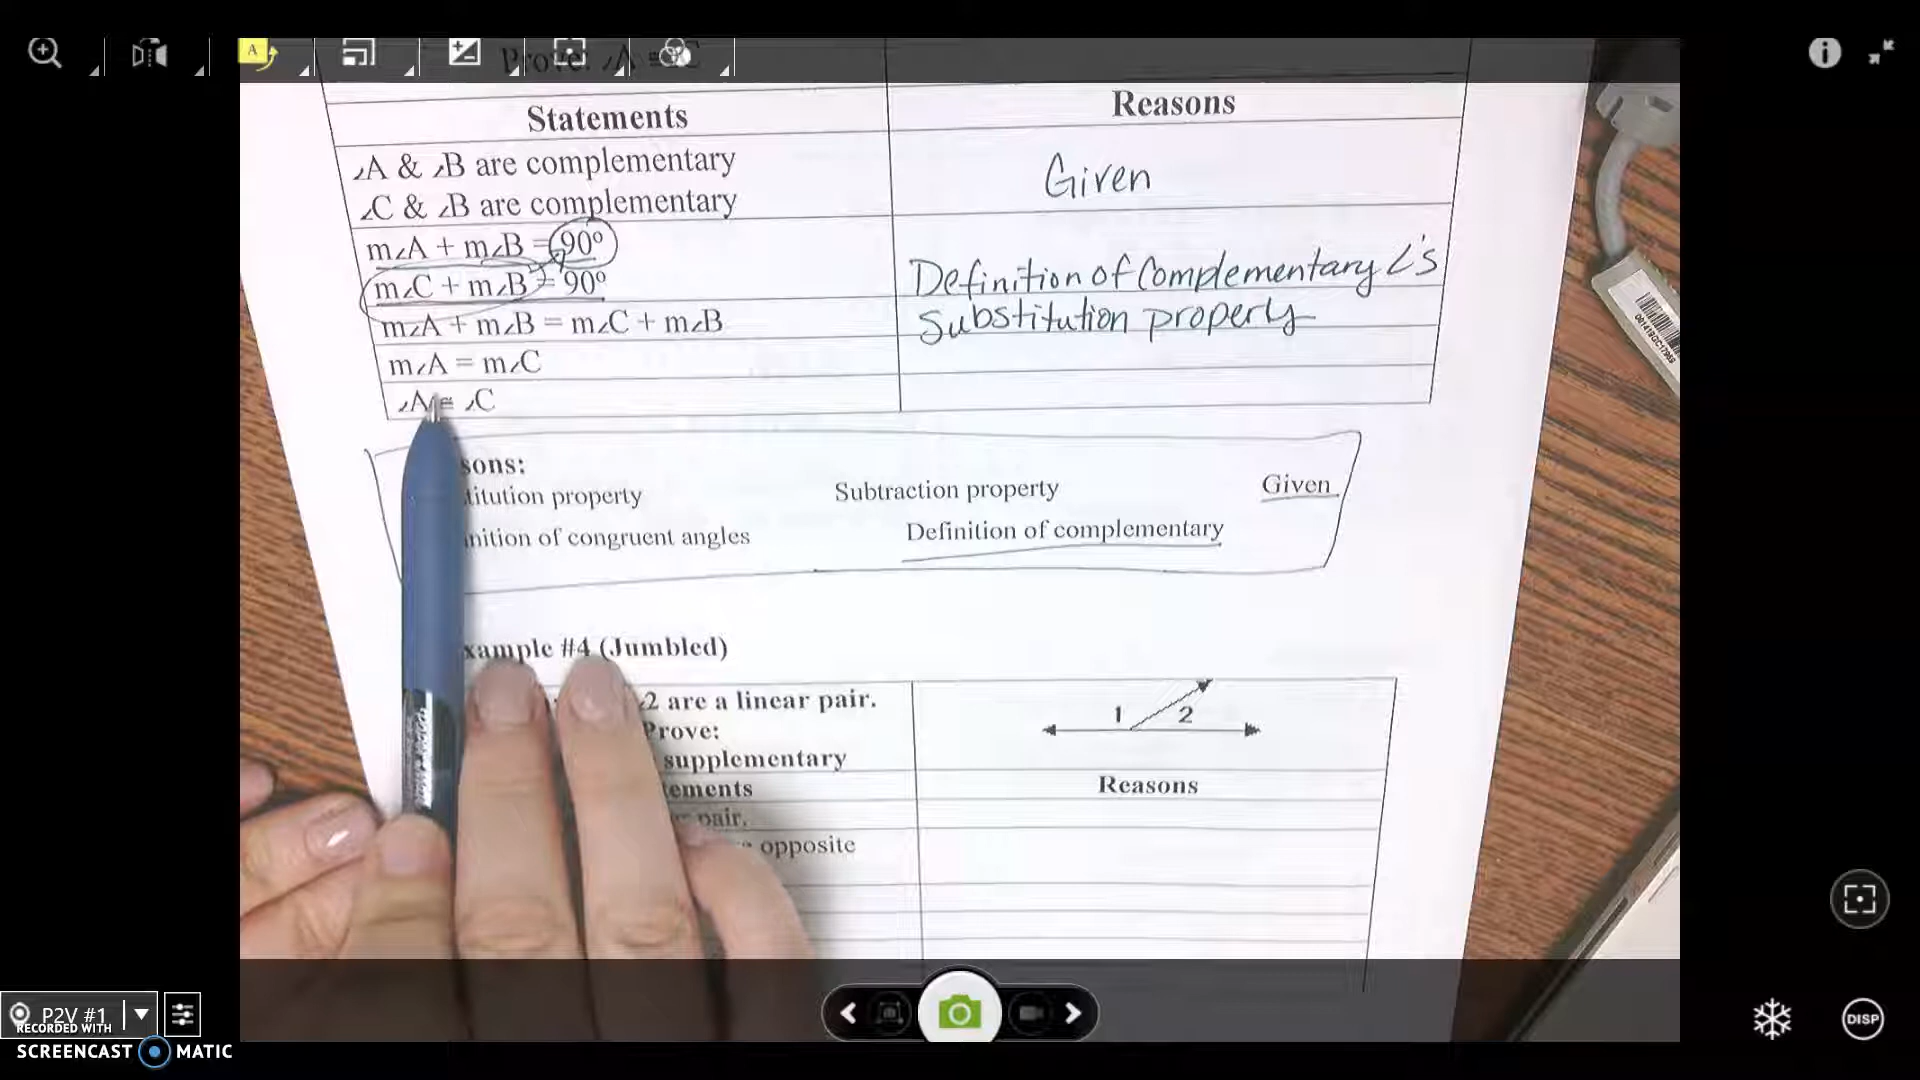 A
Prove: ∠A ≅ ∠C
Statements
Reasons
∠A & ∠B are complementary
∠C & ∠B are complementary
Given
m∠A + m∠B = 90°
m∠C + m∠B = 90°
Definition of Complementary ∠'s
m∠A + m∠B = m∠C + m∠B
Substitution property
m∠A = m∠C
∠A ≅ ∠C
sons:
titution property
Subtraction property
Given
nition of congruent angles
Definition of complementary
xample #4 (Jumbled)
∠2 are a linear pair.
Prove:
supplementary
1
2
tements
Reasons
pair.
opposite
P2V #1
RECORDED WITH
SCREENCAST MATIC
DISP